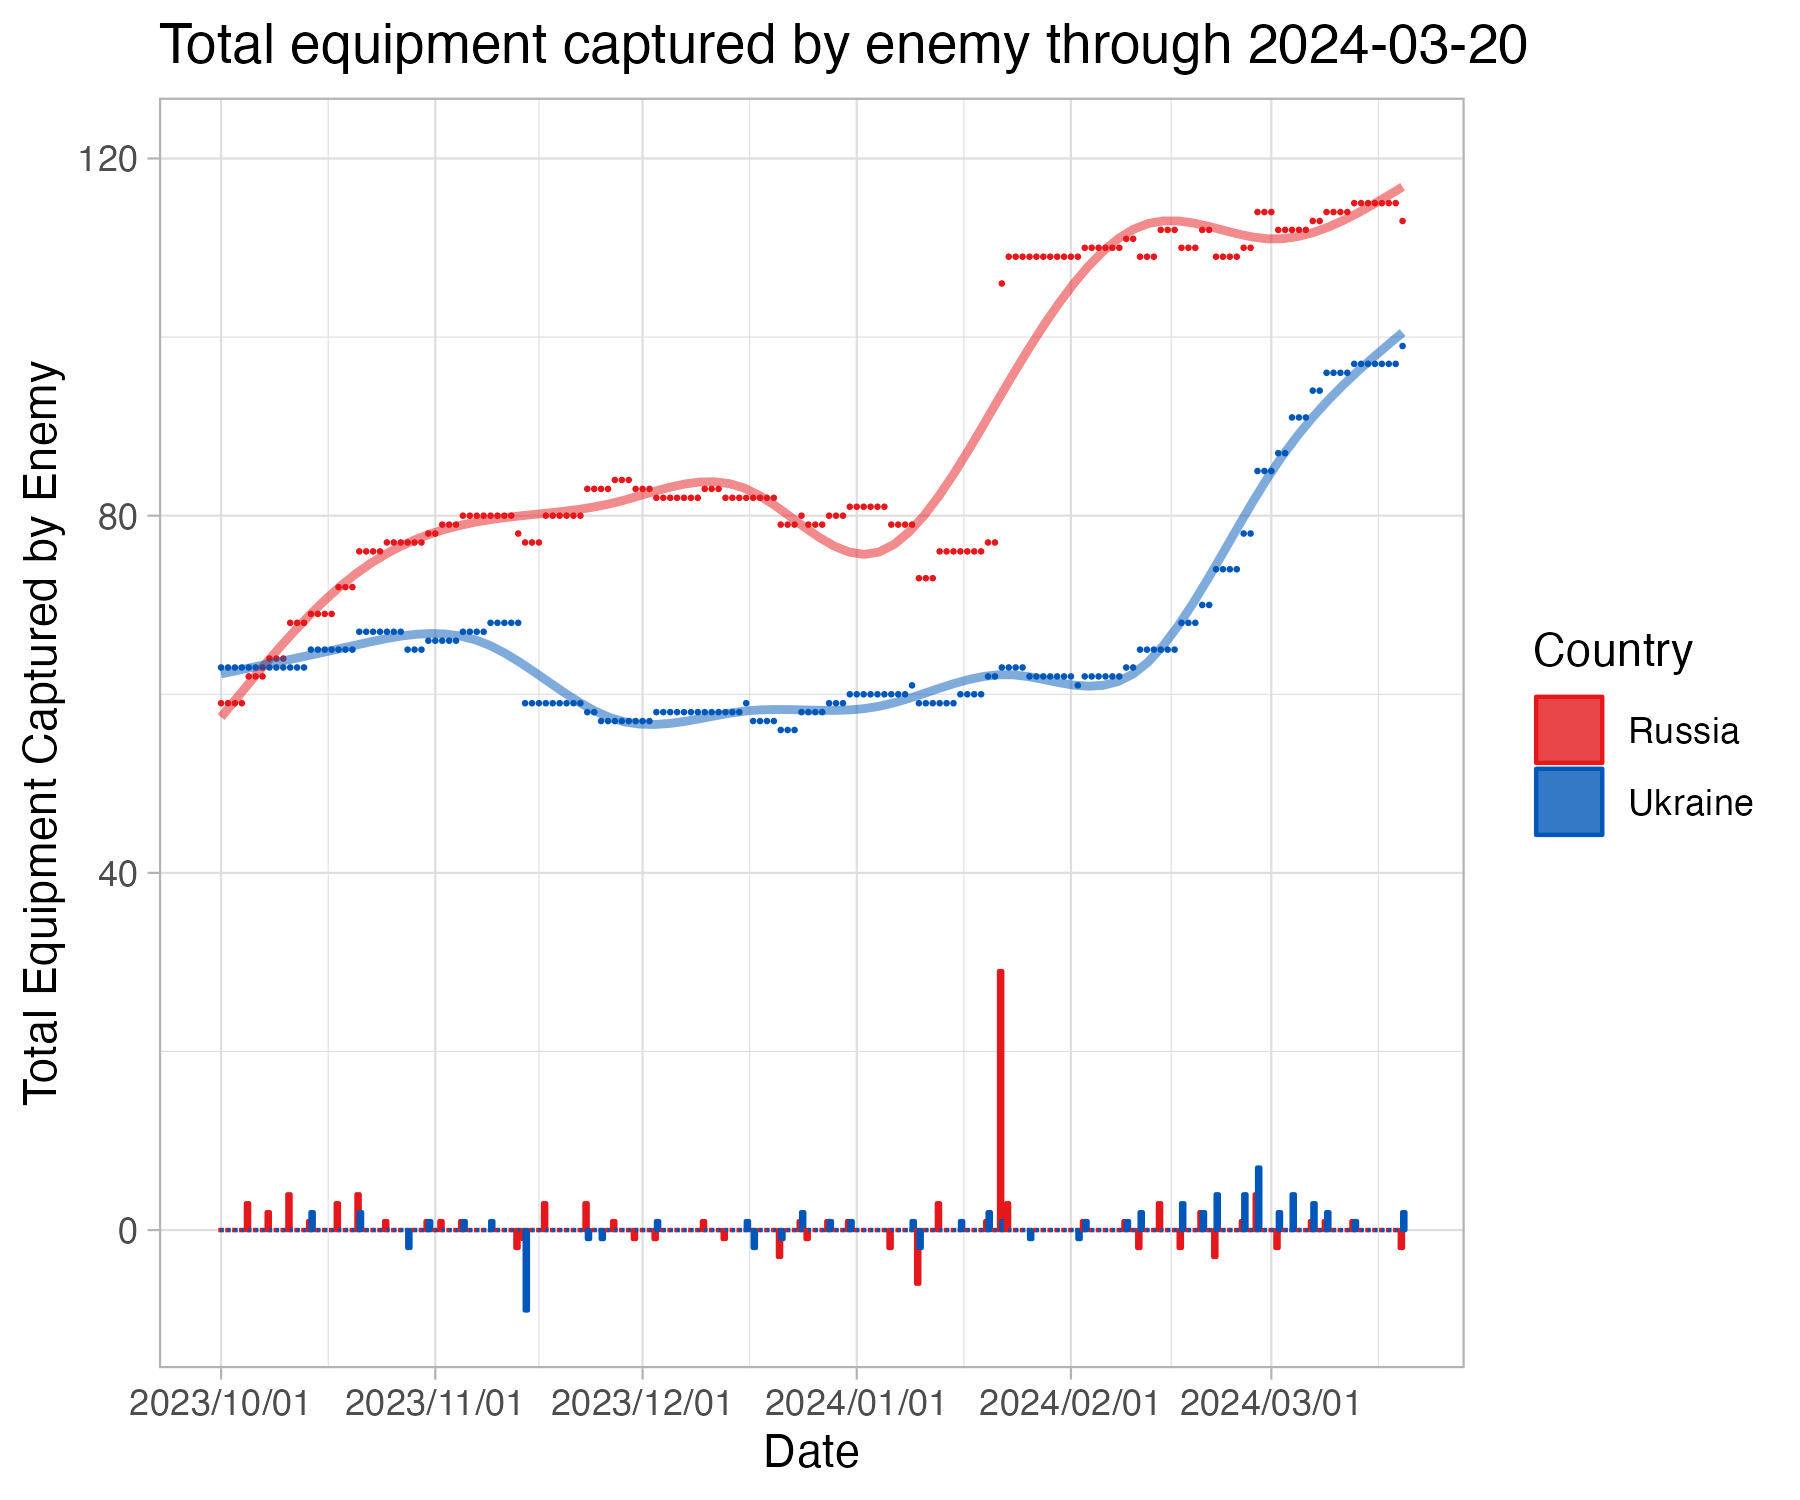 Total equipment captured by enemy through 2024-03-20
Total Equipment Captured by Enemy
120
80
40
0
2023/10/01
2023/11/01
2023/12/01
2024/01/01
2024/02/01
2024/03/01
Date
Country
Russia
Ukraine